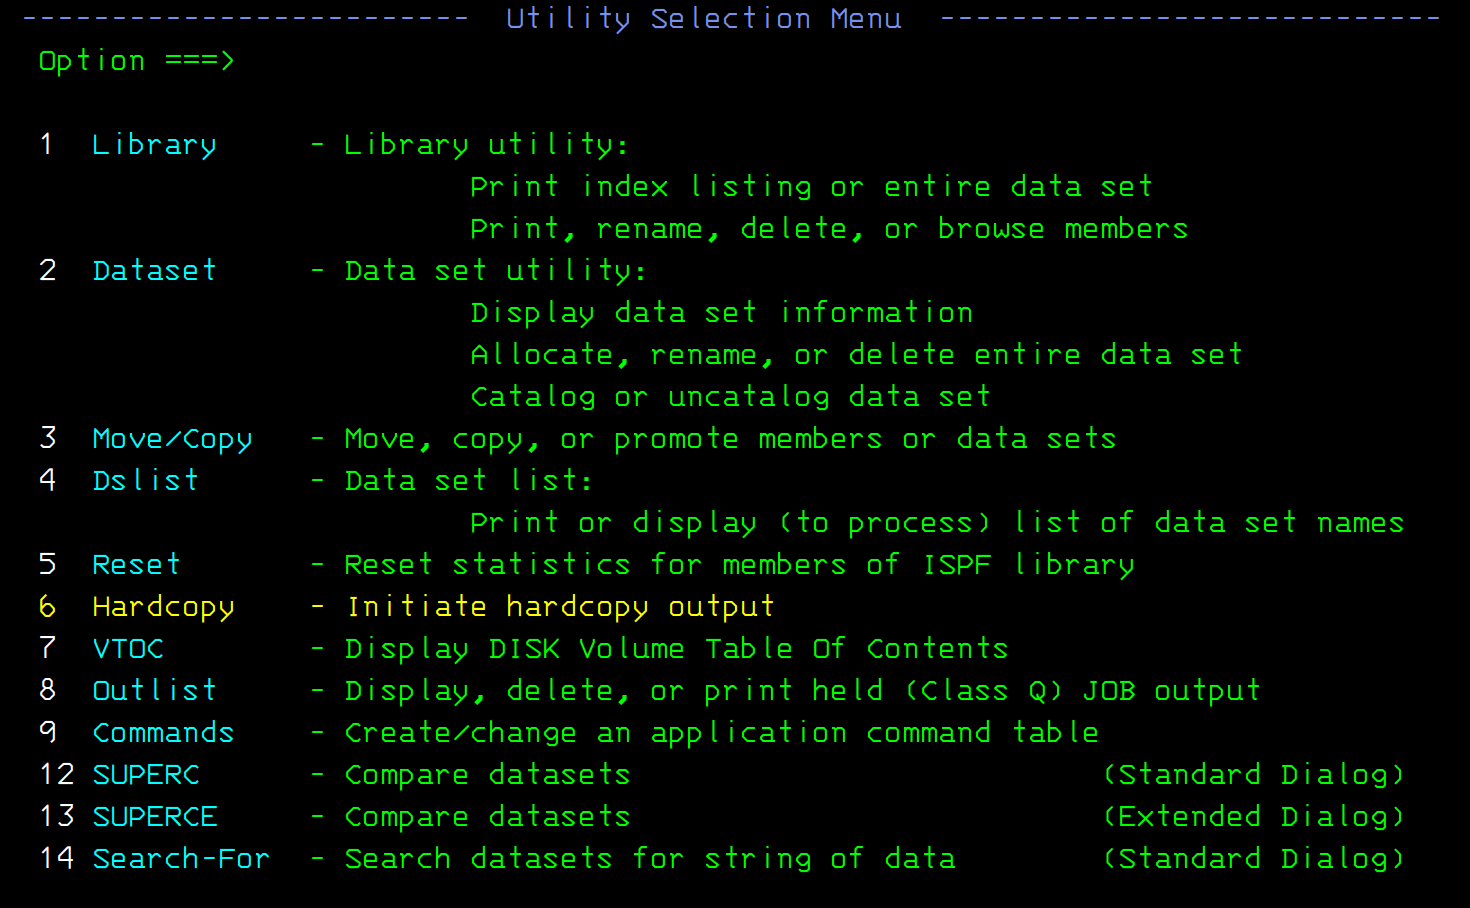 ------------------------- Utility Selection Menu ----------------------------
Option ===>
1 Library - Library utility:
Print index listing or entire data set
Print, rename, delete, or browse members
2 Dataset - Data set utility:
Display data set information
Allocate, rename, or delete entire data set
Catalog or uncatalog data set
3 Move/Copy - Move, copy, or promote members or data sets
4 Dslist - Data set list:
Print or display (to process) list of data set names
5 Reset - Reset statistics for members of ISPF library
6 Hardcopy - Initiate hardcopy output
7 VTOC - Display DISK Volume Table Of Contents
8 Outlist - Display, delete, or print held (Class Q) JOB output
9 Commands - Create/change an application command table
12 SUPERC - Compare datasets (Standard Dialog)
13 SUPERCE - Compare datasets (Extended Dialog)
14 Search-For - Search datasets for string of data (Standard Dialog)